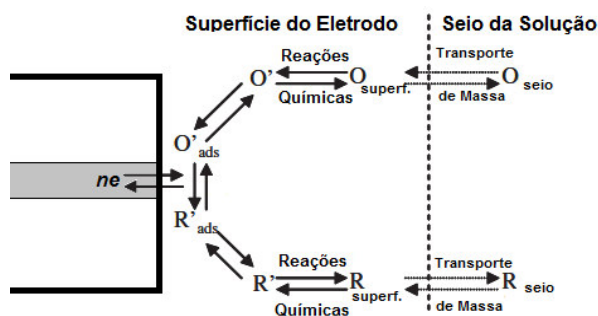 Superfície do Eletrodo Seio da Solução
Reações Transporte
O' O superf. O seio
Químicas de Massa
O' ads
ne
R' ads
Reações Transporte
R' R superf. R seio
Químicas de Massa